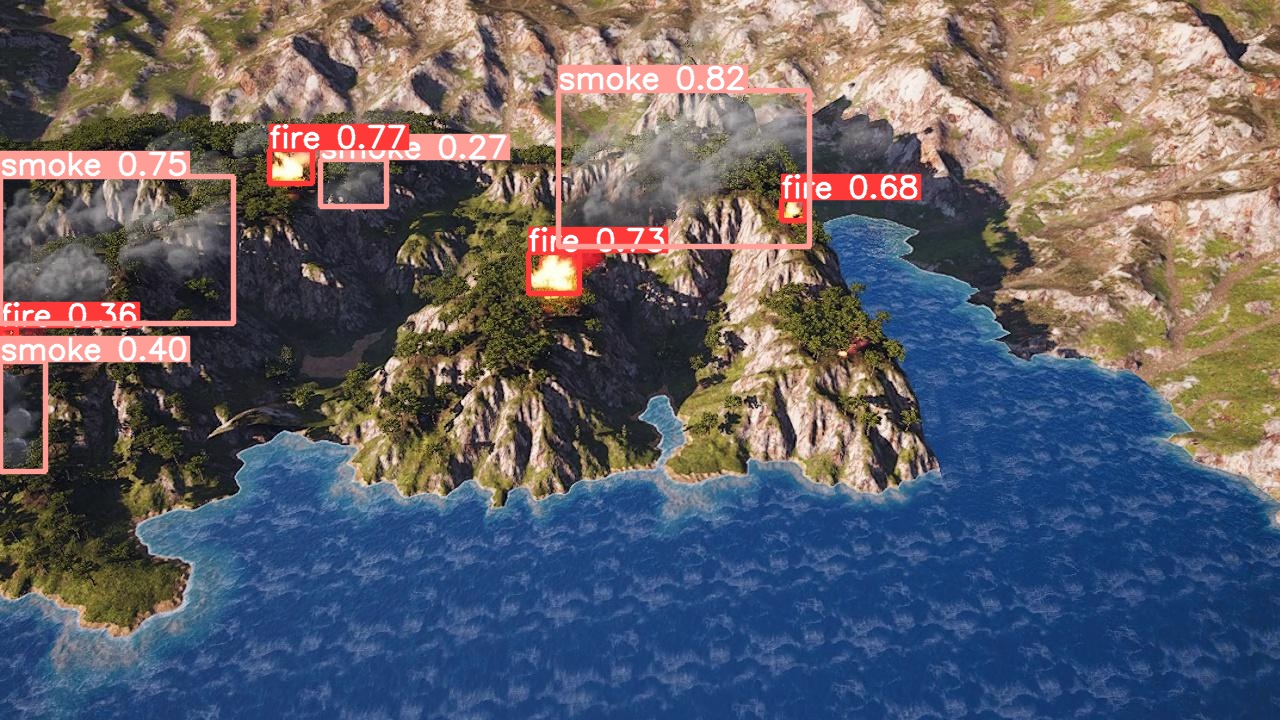 smoke 0.82
fire 0.77
smoke 0.27
smoke 0.75
fire 0.68
fire 0.73
fire 0.36
smoke 0.40